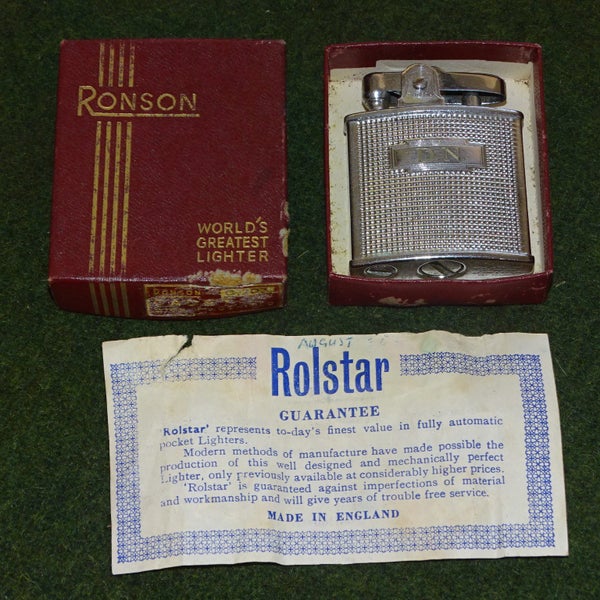 RONSON
WORLD'S
GREATEST
LIGHTER
RONSON
AUGUST
Rolstar
GUARANTEE
'Rolstar' represents to-day's finest value in fully automatic
pocket Lighters.
Modern methods of manufacture have made possible the
production of this well designed and mechanically perfect
Lighter, only previously available at considerably higher prices.
'Rolstar' is guaranteed against imperfections of material
and workmanship and will give years of trouble free service.
MADE IN ENGLAND